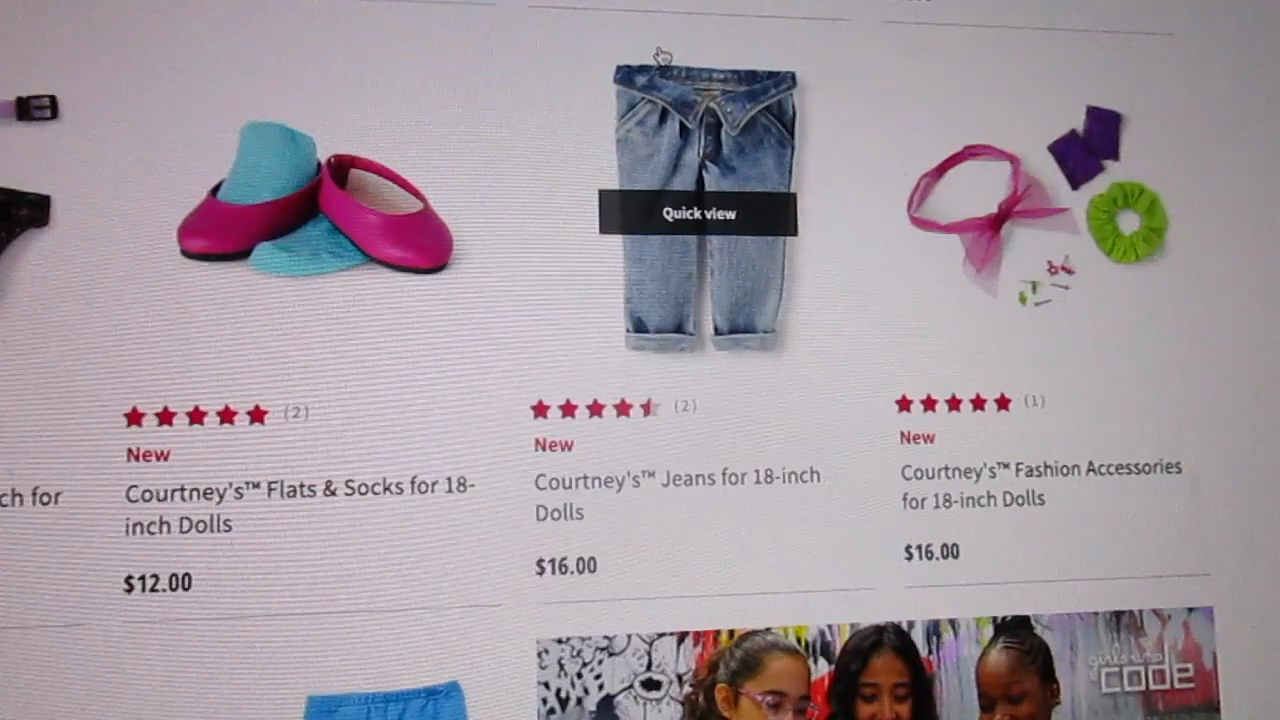 Quick view
(2)
(2)
(1)
New
New
New
ch for
Courtney's™ Flats & Socks for 18-
inch Dolls
Courtney's™ Jeans for 18-inch
Dolls
Courtney's™ Fashion Accessories
for 18-inch Dolls
$12.00
$16.00
$16.00
girls who
code